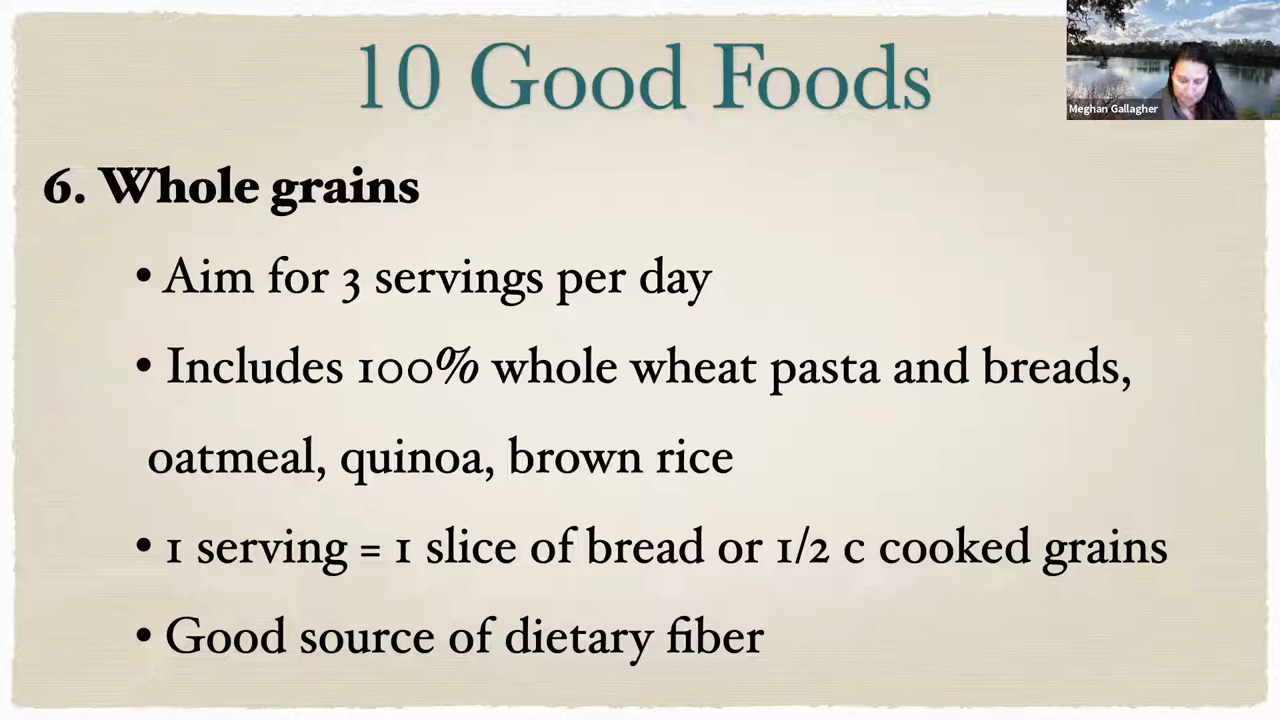 10 Good Foods
Meghan Gallagher
6. Whole grains
• Aim for 3 servings per day
• Includes 100% whole wheat pasta and breads,
oatmeal, quinoa, brown rice
• 1 serving = 1 slice of bread or 1/2 c cooked grains
• Good source of dietary fiber